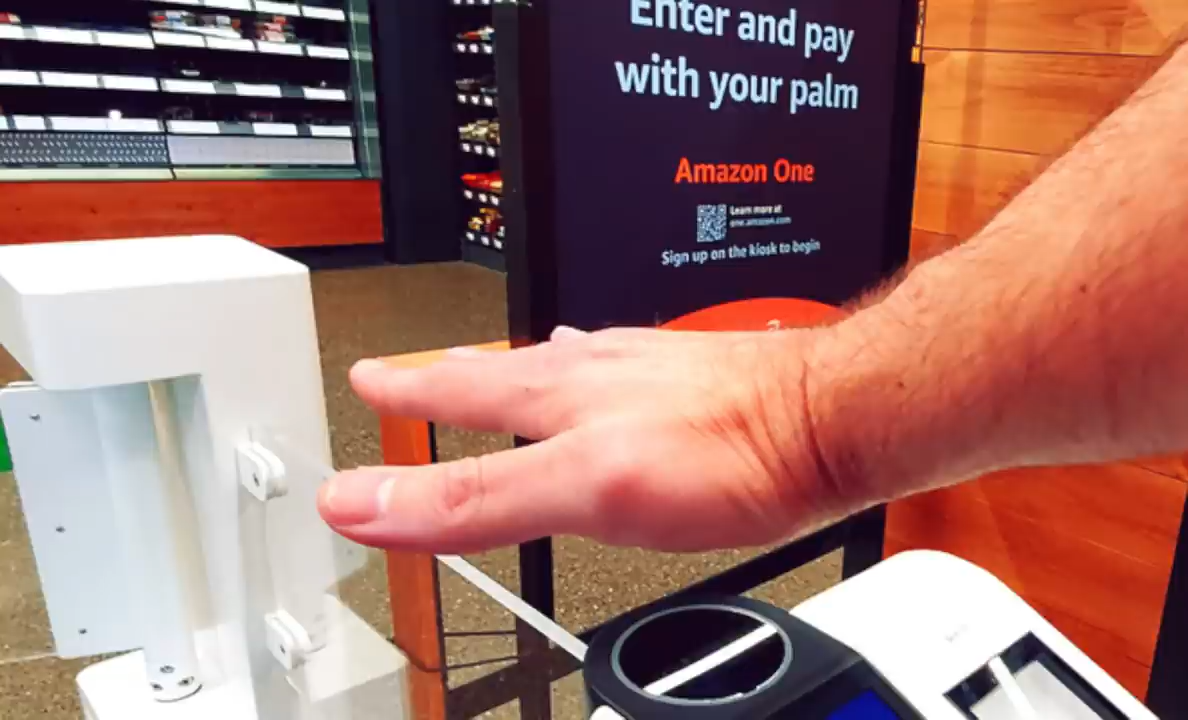 Enter and pay
with your palm
Amazon One
Learn more at
one.amazon.com
Sign up on the kiosk to begin